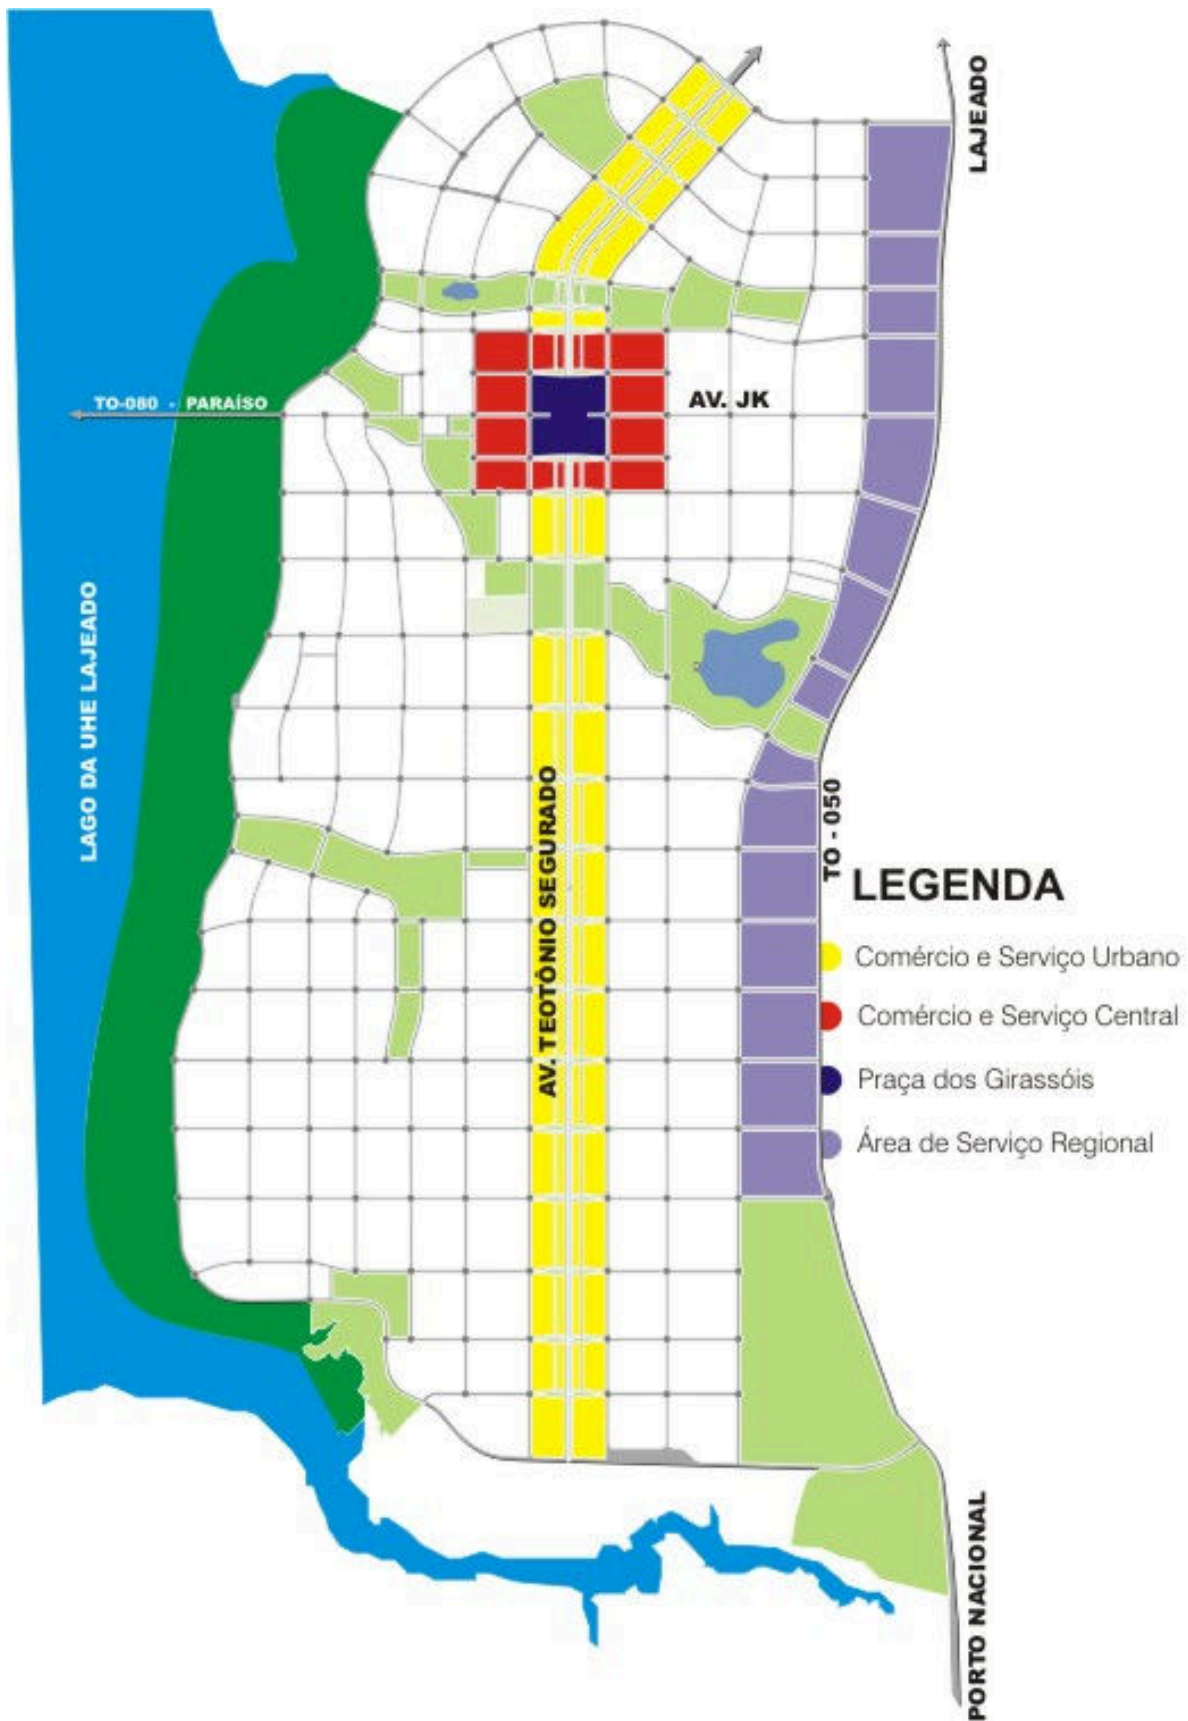 LAJEADO
TO-080 - PARAÍSO
AV. JK
LAGO DA UHE LAJEADO
AV. TEOTÔNIO SEGURADO
TO - 050
LEGENDA
Comércio e Serviço Urbano
Comércio e Serviço Central
Praça dos Girassóis
Área de Serviço Regional
PORTO NACIONAL